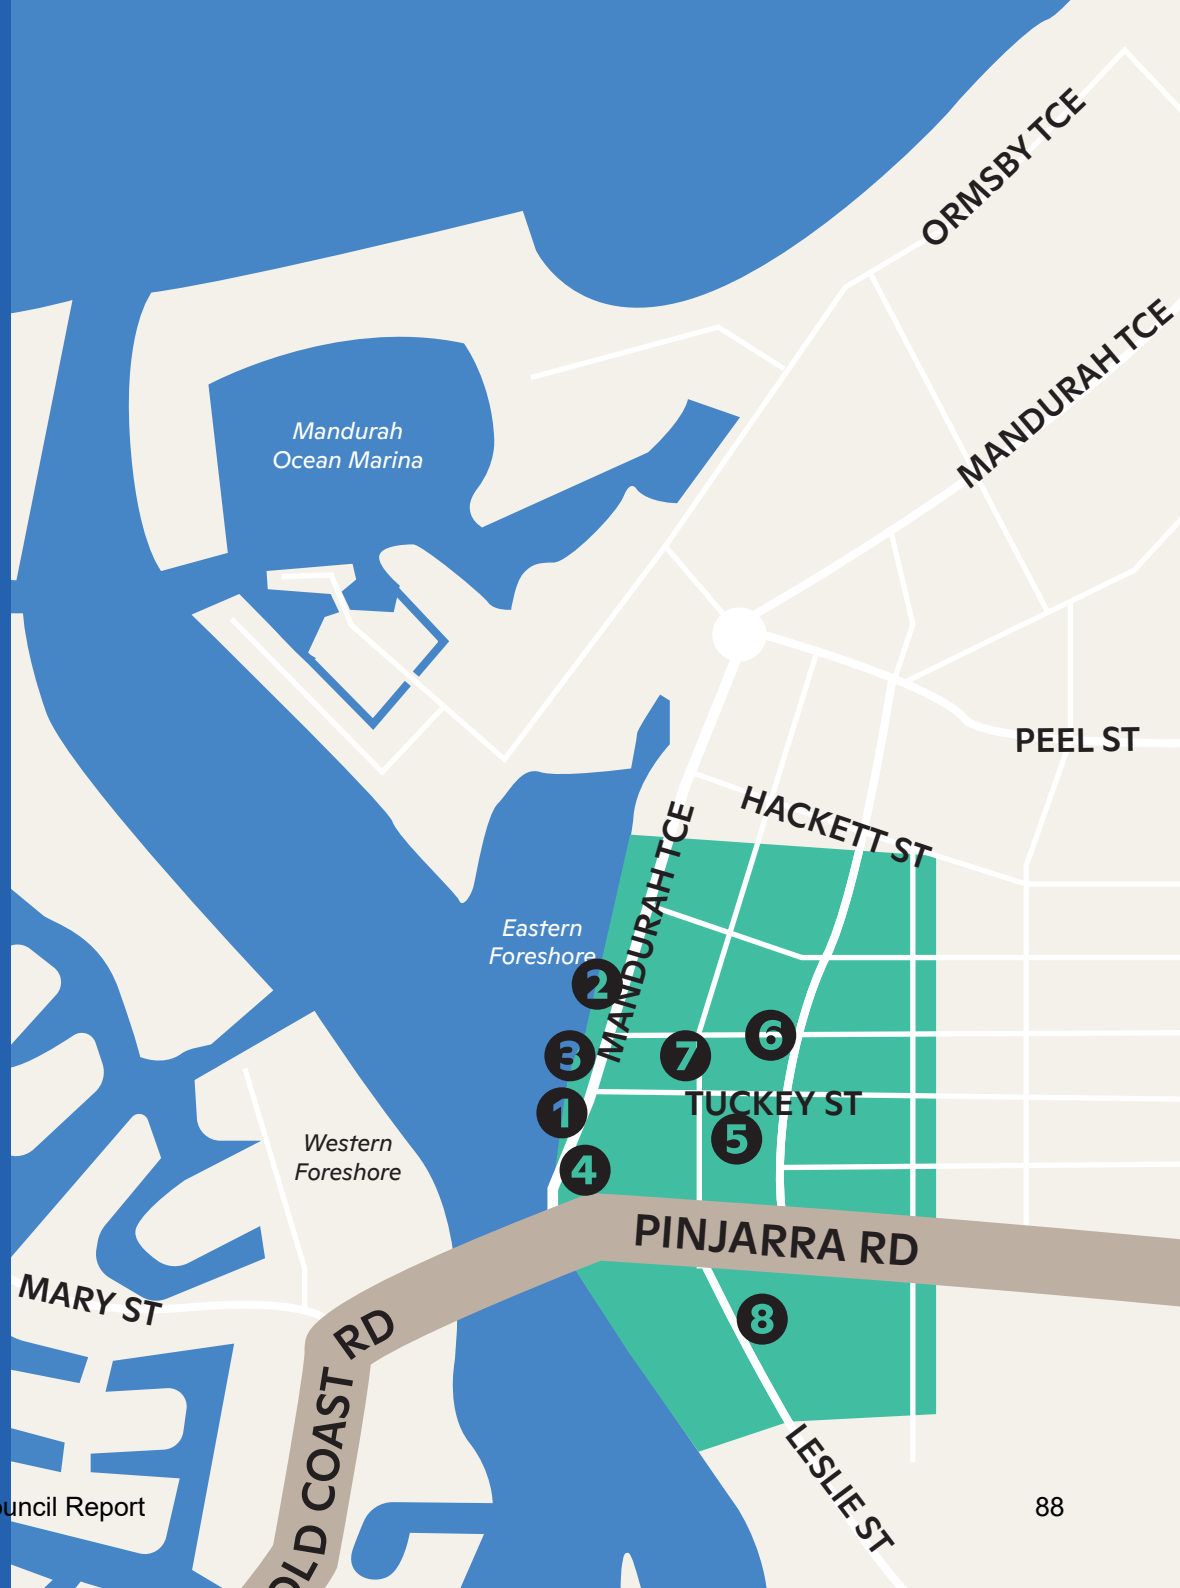 ORMSBY TCE
MANDURAH TCE
Mandurah
Ocean Marina
PEEL ST
HACKETT ST
MANDURAH TCE
Eastern
Foreshore
2
6
3
7
TUCKEY ST
1
5
Western
Foreshore
4
PINJARRA RD
MARY ST
8
OLD COAST RD
LESLIE ST
Report
88